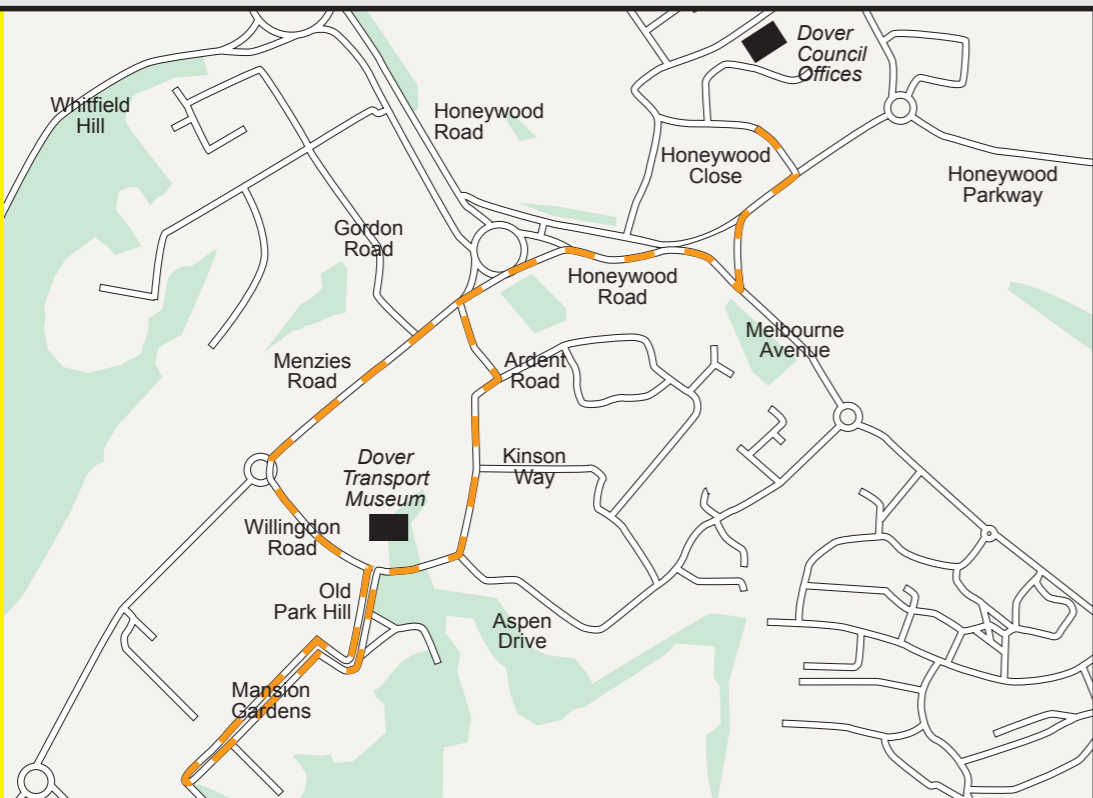 Dover
Council
Offices
Whitfield
Hill
Honeywood
Road
Honeywood
Close
Honeywood
Parkway
Gordon
Road
Honeywood
Road
Melbourne
Avenue
Menzies
Road
Ardent
Road
Dover
Transport
Museum
Kinson
Way
Willingdon
Road
Old
Park Hill
Aspen
Drive
Mansion
Gardens